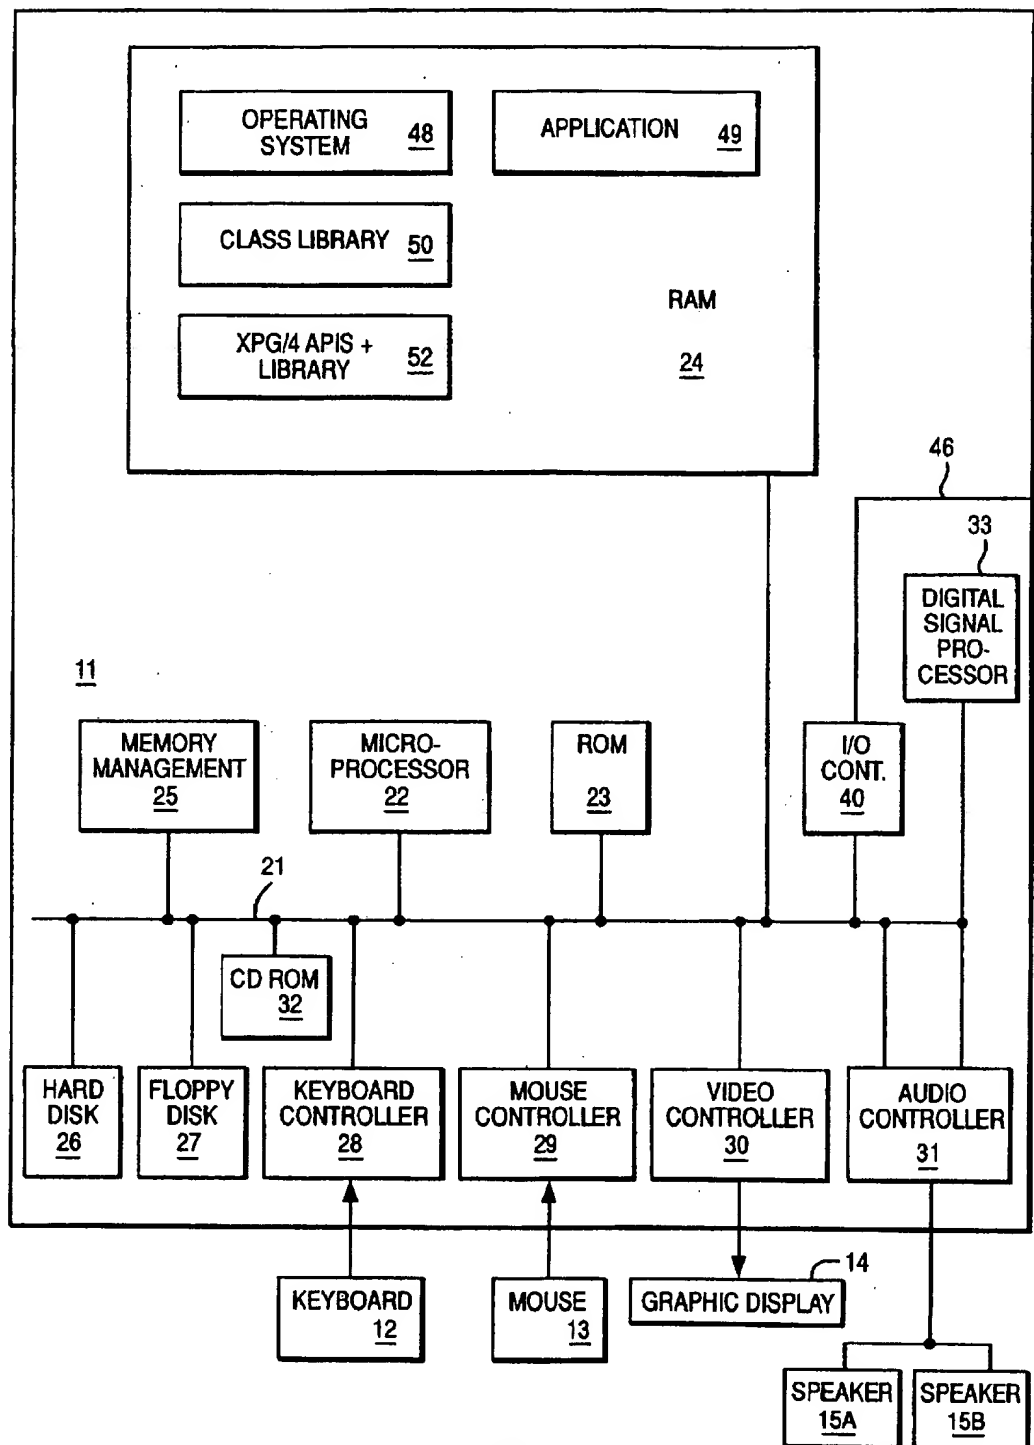 OPERATING
SYSTEM
48
APPLICATION
49
CLASS LIBRARY
50
XPG/4 APIS +
LIBRARY
52
RAM
24
46
33
DIGITAL
SIGNAL
PRO-
CESSOR
11
MEMORY
MANAGEMENT
25
MICRO-
PROCESSOR
22
ROM
23
I/O
CONT.
40
21
CD ROM
32
HARD
DISK
26
FLOPPY
DISK
27
KEYBOARD
CONTROLLER
28
MOUSE
CONTROLLER
29
VIDEO
CONTROLLER
30
AUDIO
CONTROLLER
31
KEYBOARD
12
MOUSE
13
14
GRAPHIC DISPLAY
SPEAKER
15A
SPEAKER
15B